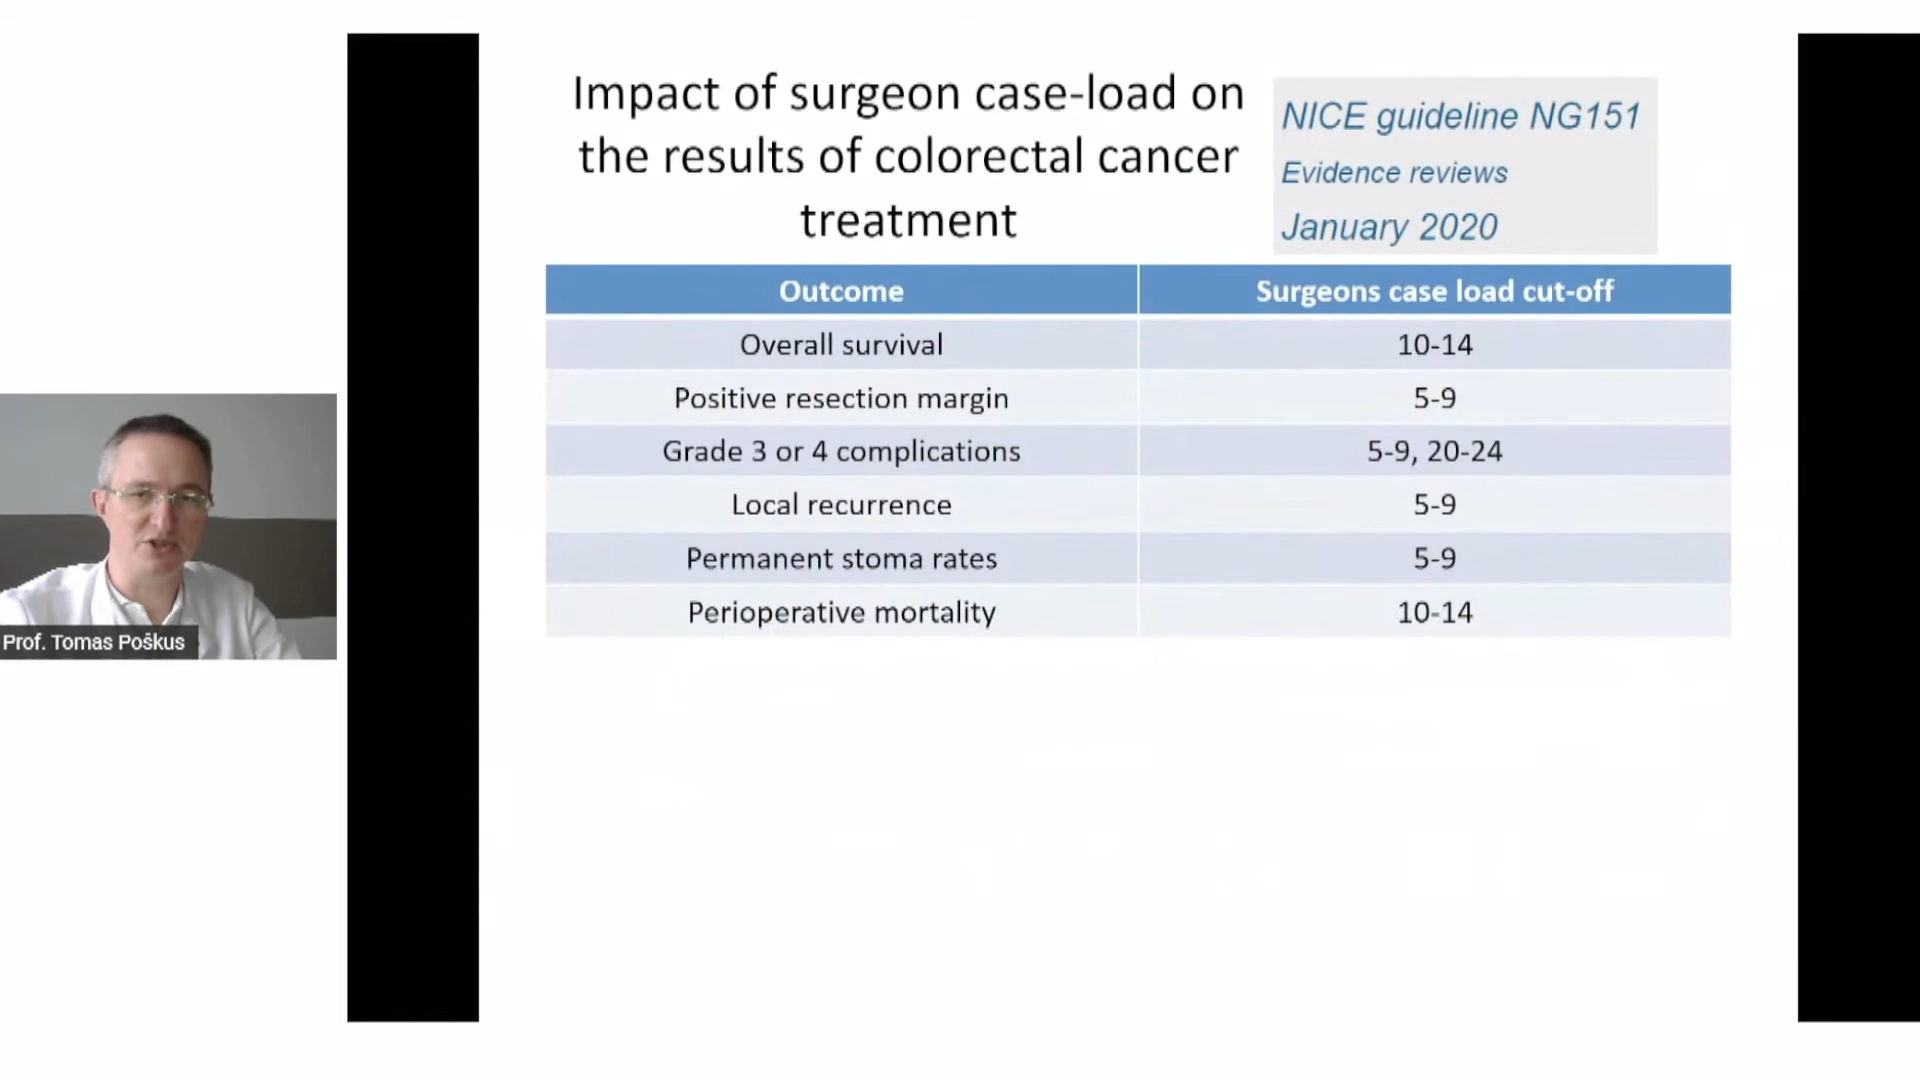 Impact of surgeon case-load on
the results of colorectal cancer
treatment
NICE guideline NG151
Evidence reviews
January 2020
Outcome Surgeons case load cut-off
Overall survival 10-14
Positive resection margin 5-9
Grade 3 or 4 complications 5-9, 20-24
Local recurrence 5-9
Permanent stoma rates 5-9
Perioperative mortality 10-14
Prof. Tomas Poškus